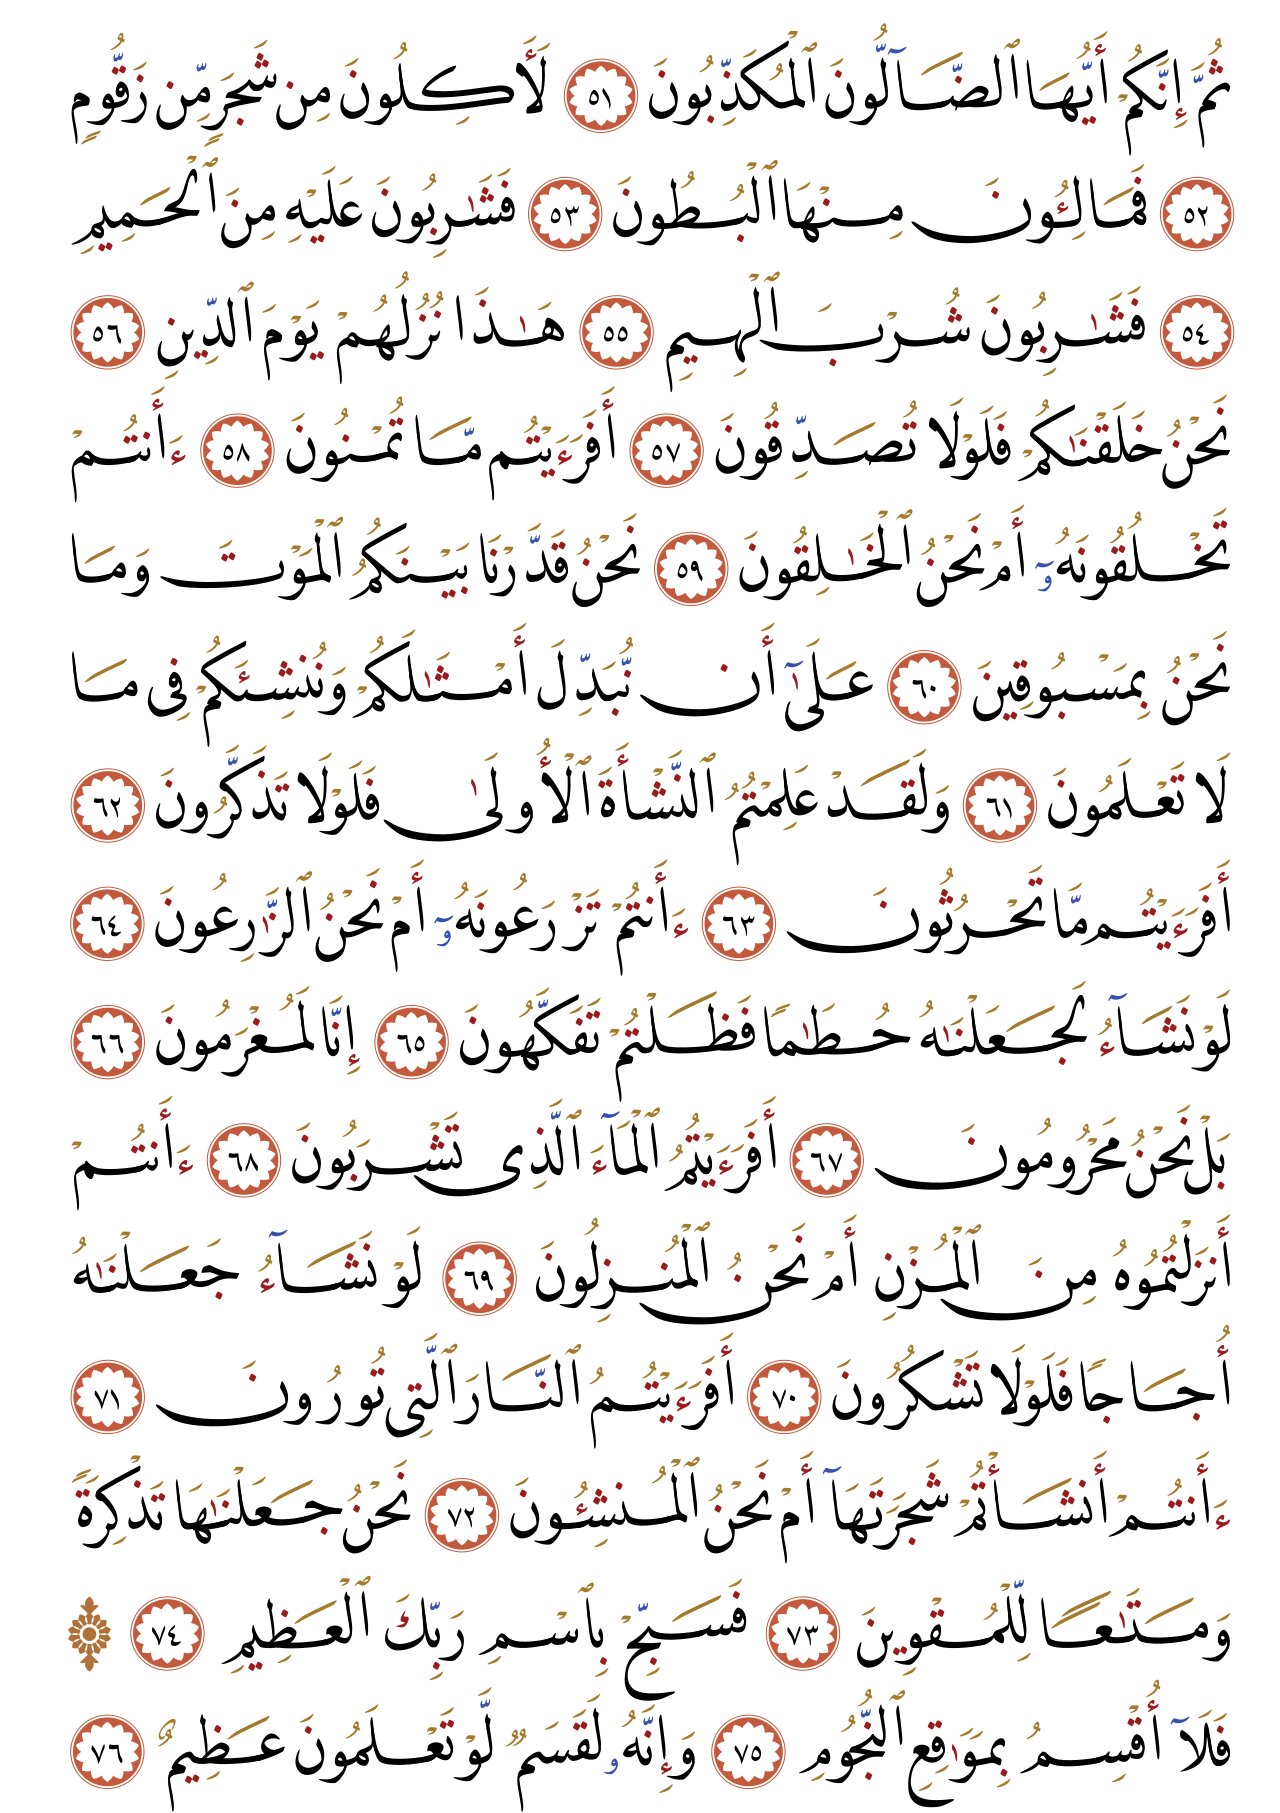 ثُمَّ إِنَّكُمْ أَيُّهَا ٱلضَّآلُّونَ ٱلْمُكَذِّبُونَ ٥١ لَأَكِلُونَ مِن شَجَرٍ مِّن زَقُّومٍ
٥٢ فَمَالِـُٔونَ مِنْهَا ٱلْبُطُونَ ٥٣ فَشَٰرِبُونَ عَلَيْهِ مِنَ ٱلْحَمِيمِ
٥٤ فَشَٰرِبُونَ شُرْبَ ٱلْهِيمِ ٥٥ هَٰذَا نُزُلُهُمْ يَوْمَ ٱلدِّينِ ٥٦
نَحْنُ خَلَقْنَٰكُمْ فَلَوْلَا تُصَدِّقُونَ ٥٧ أَفَرَءَيْتُم مَّا تُمْنُونَ ٥٨ ءَأَنتُمْ
تَخْلُقُونَهُۥٓ أَمْ نَحْنُ ٱلْخَٰلِقُونَ ٥٩ نَحْنُ قَدَّرْنَا بَيْنَكُمُ ٱلْمَوْتَ وَمَا
نَحْنُ بِمَسْبُوقِينَ ٦٠ عَلَىٰٓ أَن نُّبَدِّلَ أَمْثَٰلَكُمْ وَنُنشِئَكُمْ فِى مَا
لَا تَعْلَمُونَ ٦١ وَلَقَدْ عَلِمْتُمُ ٱلنَّشْأَةَ ٱلْأُولَىٰ فَلَوْلَا تَذَكَّرُونَ ٦٢
أَفَرَءَيْتُم مَّا تَحْرُثُونَ ٦٣ ءَأَنتُمْ تَزْرَعُونَهُۥٓ أَمْ نَحْنُ ٱلزَّٰرِعُونَ ٦٤
لَوْ نَشَآءُ لَجَعَلْنَٰهُ حُطَٰمًا فَظَلْتُمْ تَفَكَّهُونَ ٦٥ إِنَّا لَمُغْرَمُونَ ٦٦
بَلْ نَحْنُ مَحْرُومُونَ ٦٧ أَفَرَءَيْتُمُ ٱلْمَآءَ ٱلَّذِى تَشْرَبُونَ ٦٨ ءَأَنتُمْ
أَنزَلْتُمُوهُ مِنَ ٱلْمُزْنِ أَمْ نَحْنُ ٱلْمُنزِلُونَ ٦٩ لَوْ نَشَآءُ جَعَلْنَٰهُ
أُجَاجًا فَلَوْلَا تَشْكُرُونَ ٧٠ أَفَرَءَيْتُمُ ٱلنَّارَ ٱلَّتِى تُورُونَ ٧١
ءَأَنتُمْ أَنشَأْتُمْ شَجَرَتَهَآ أَمْ نَحْنُ ٱلْمُنشِـُٔونَ ٧٢ نَحْنُ جَعَلْنَٰهَا تَذْكِرَةً
وَمَتَٰعًا لِّلْمُقْوِينَ ٧٣ فَسَبِّحْ بِٱسْمِ رَبِّكَ ٱلْعَظِيمِ ٧٤
فَلَآ أُقْسِمُ بِمَوَٰقِعِ ٱلنُّجُومِ ٧٥ وَإِنَّهُۥ لَقَسَمٌ لَّوْ تَعْلَمُونَ عَظِيمٌ ٧٦